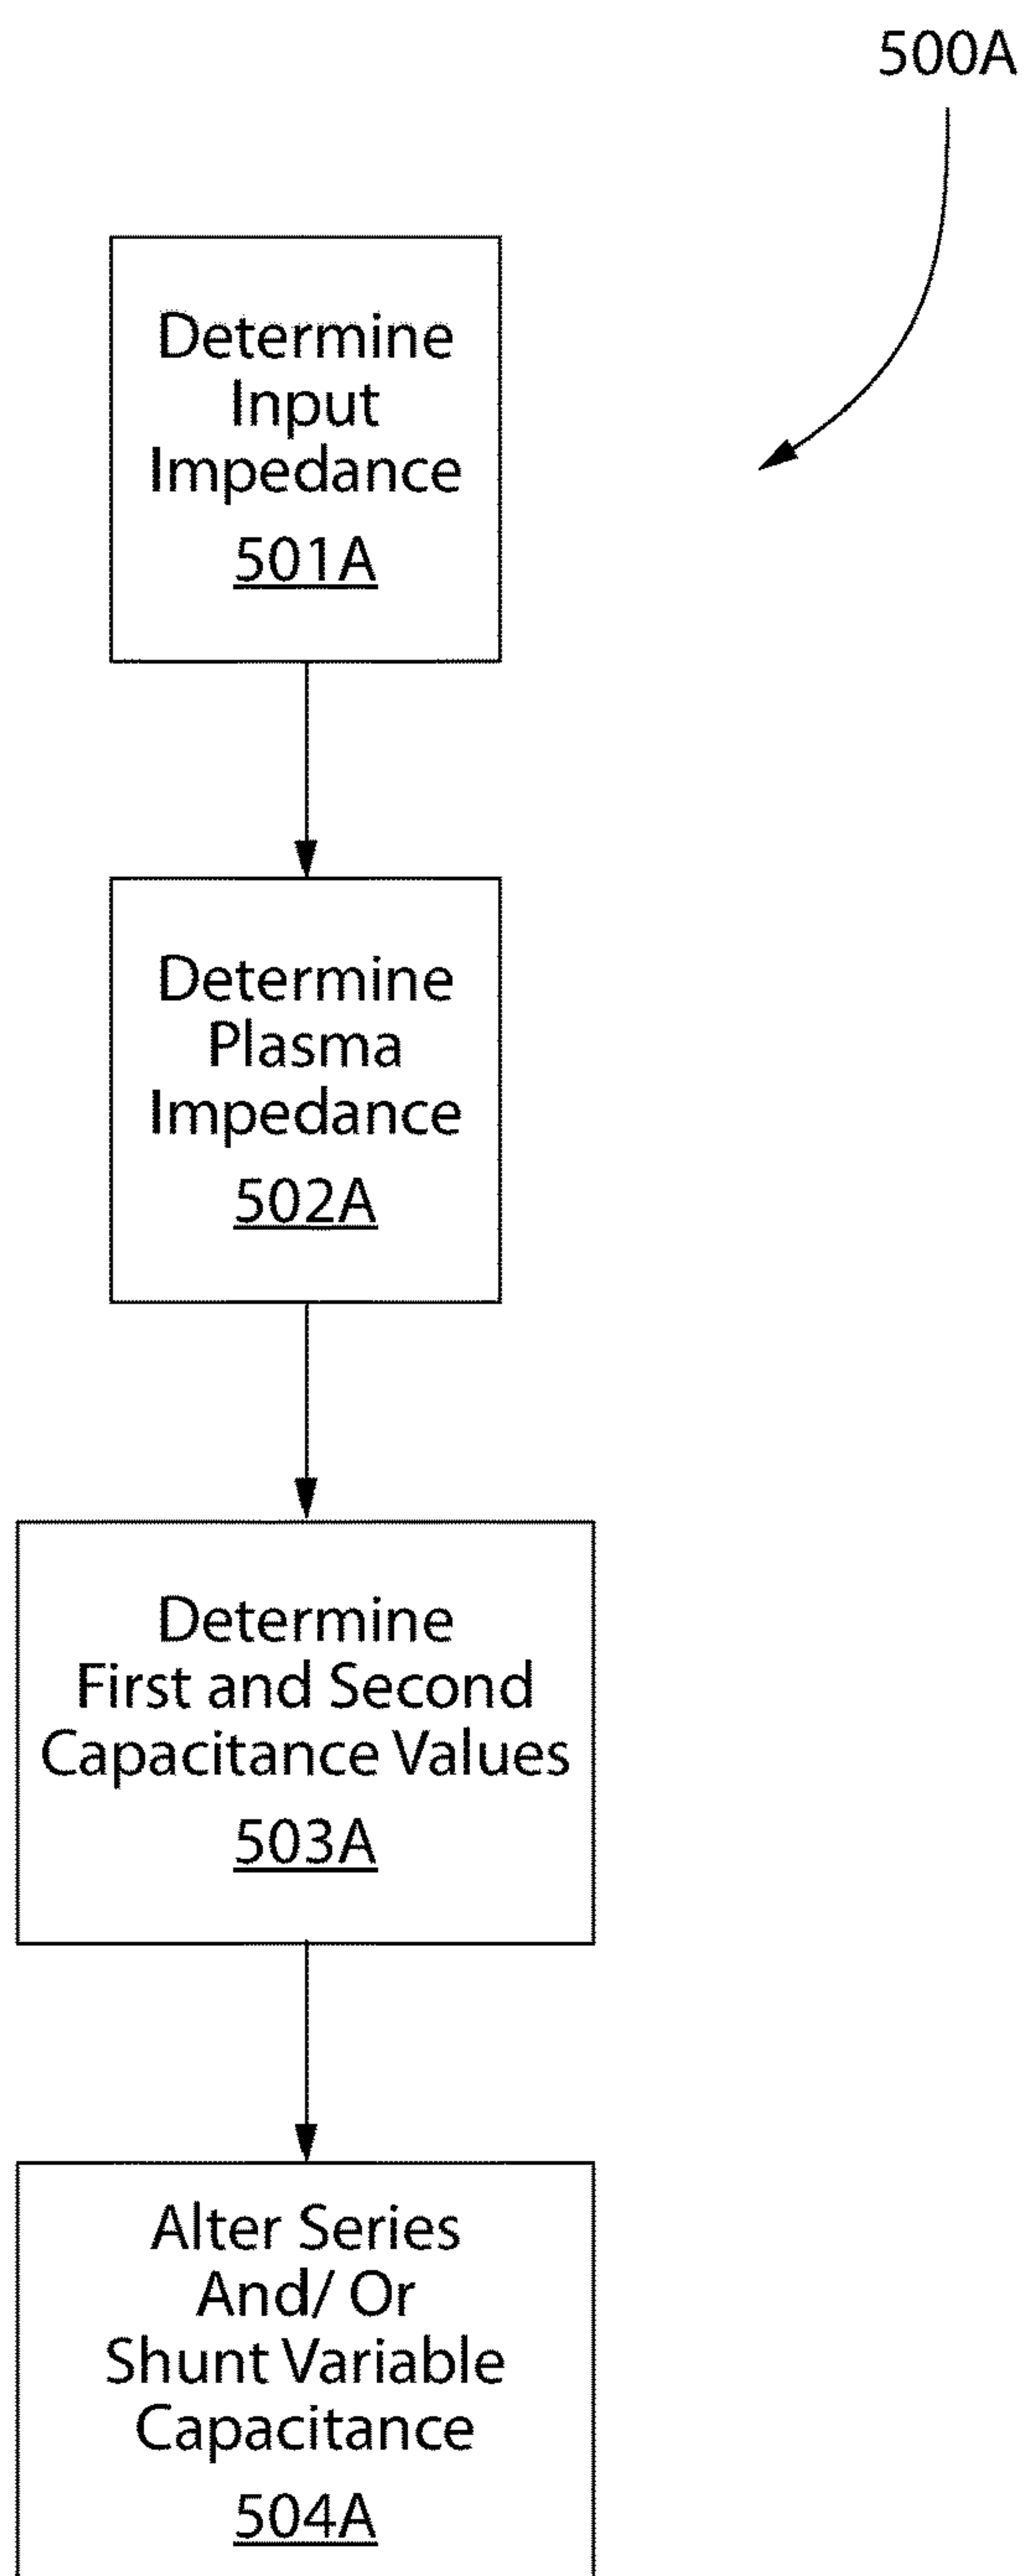 500A
Determine
Input
Impedance
501A
Determine
Plasma
Impedance
502A
Determine
First and Second
Capacitance Values
503A
Alter Series
And/ Or
Shunt Variable
Capacitance
504A